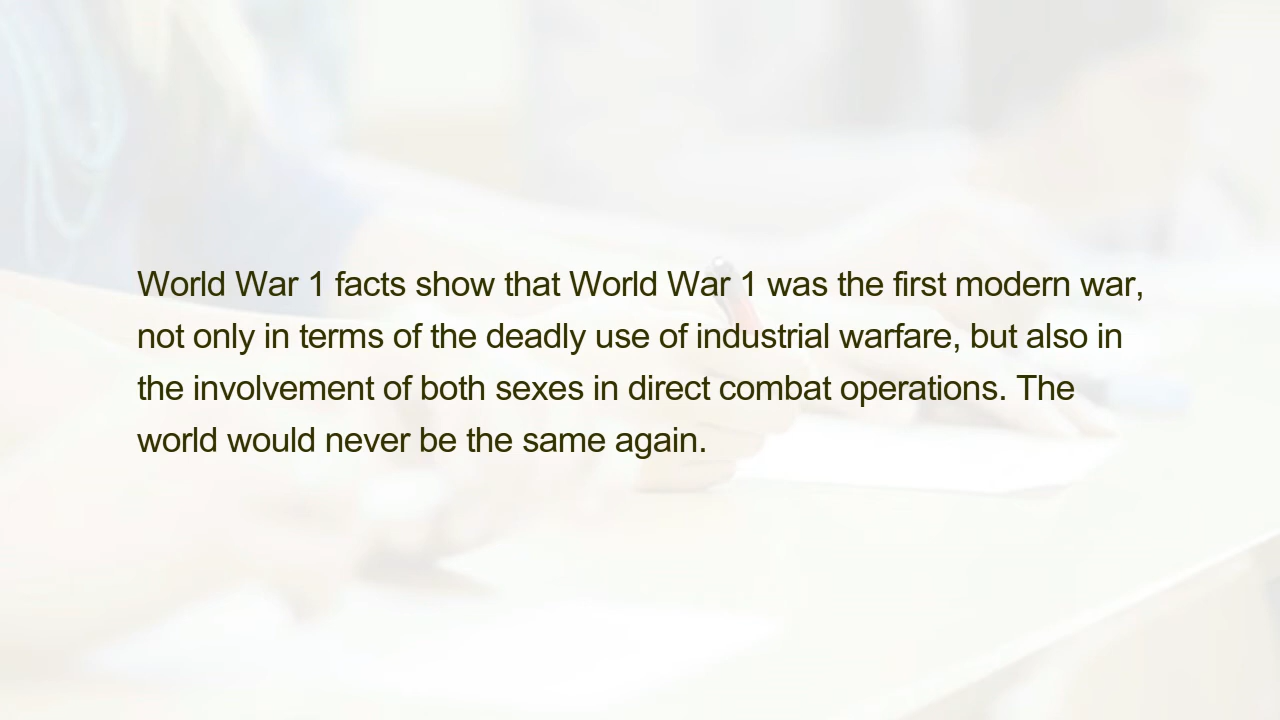 World War 1 facts show that World War 1 was the first modern war,
not only in terms of the deadly use of industrial warfare, but also in
the involvement of both sexes in direct combat operations. The
world would never be the same again.